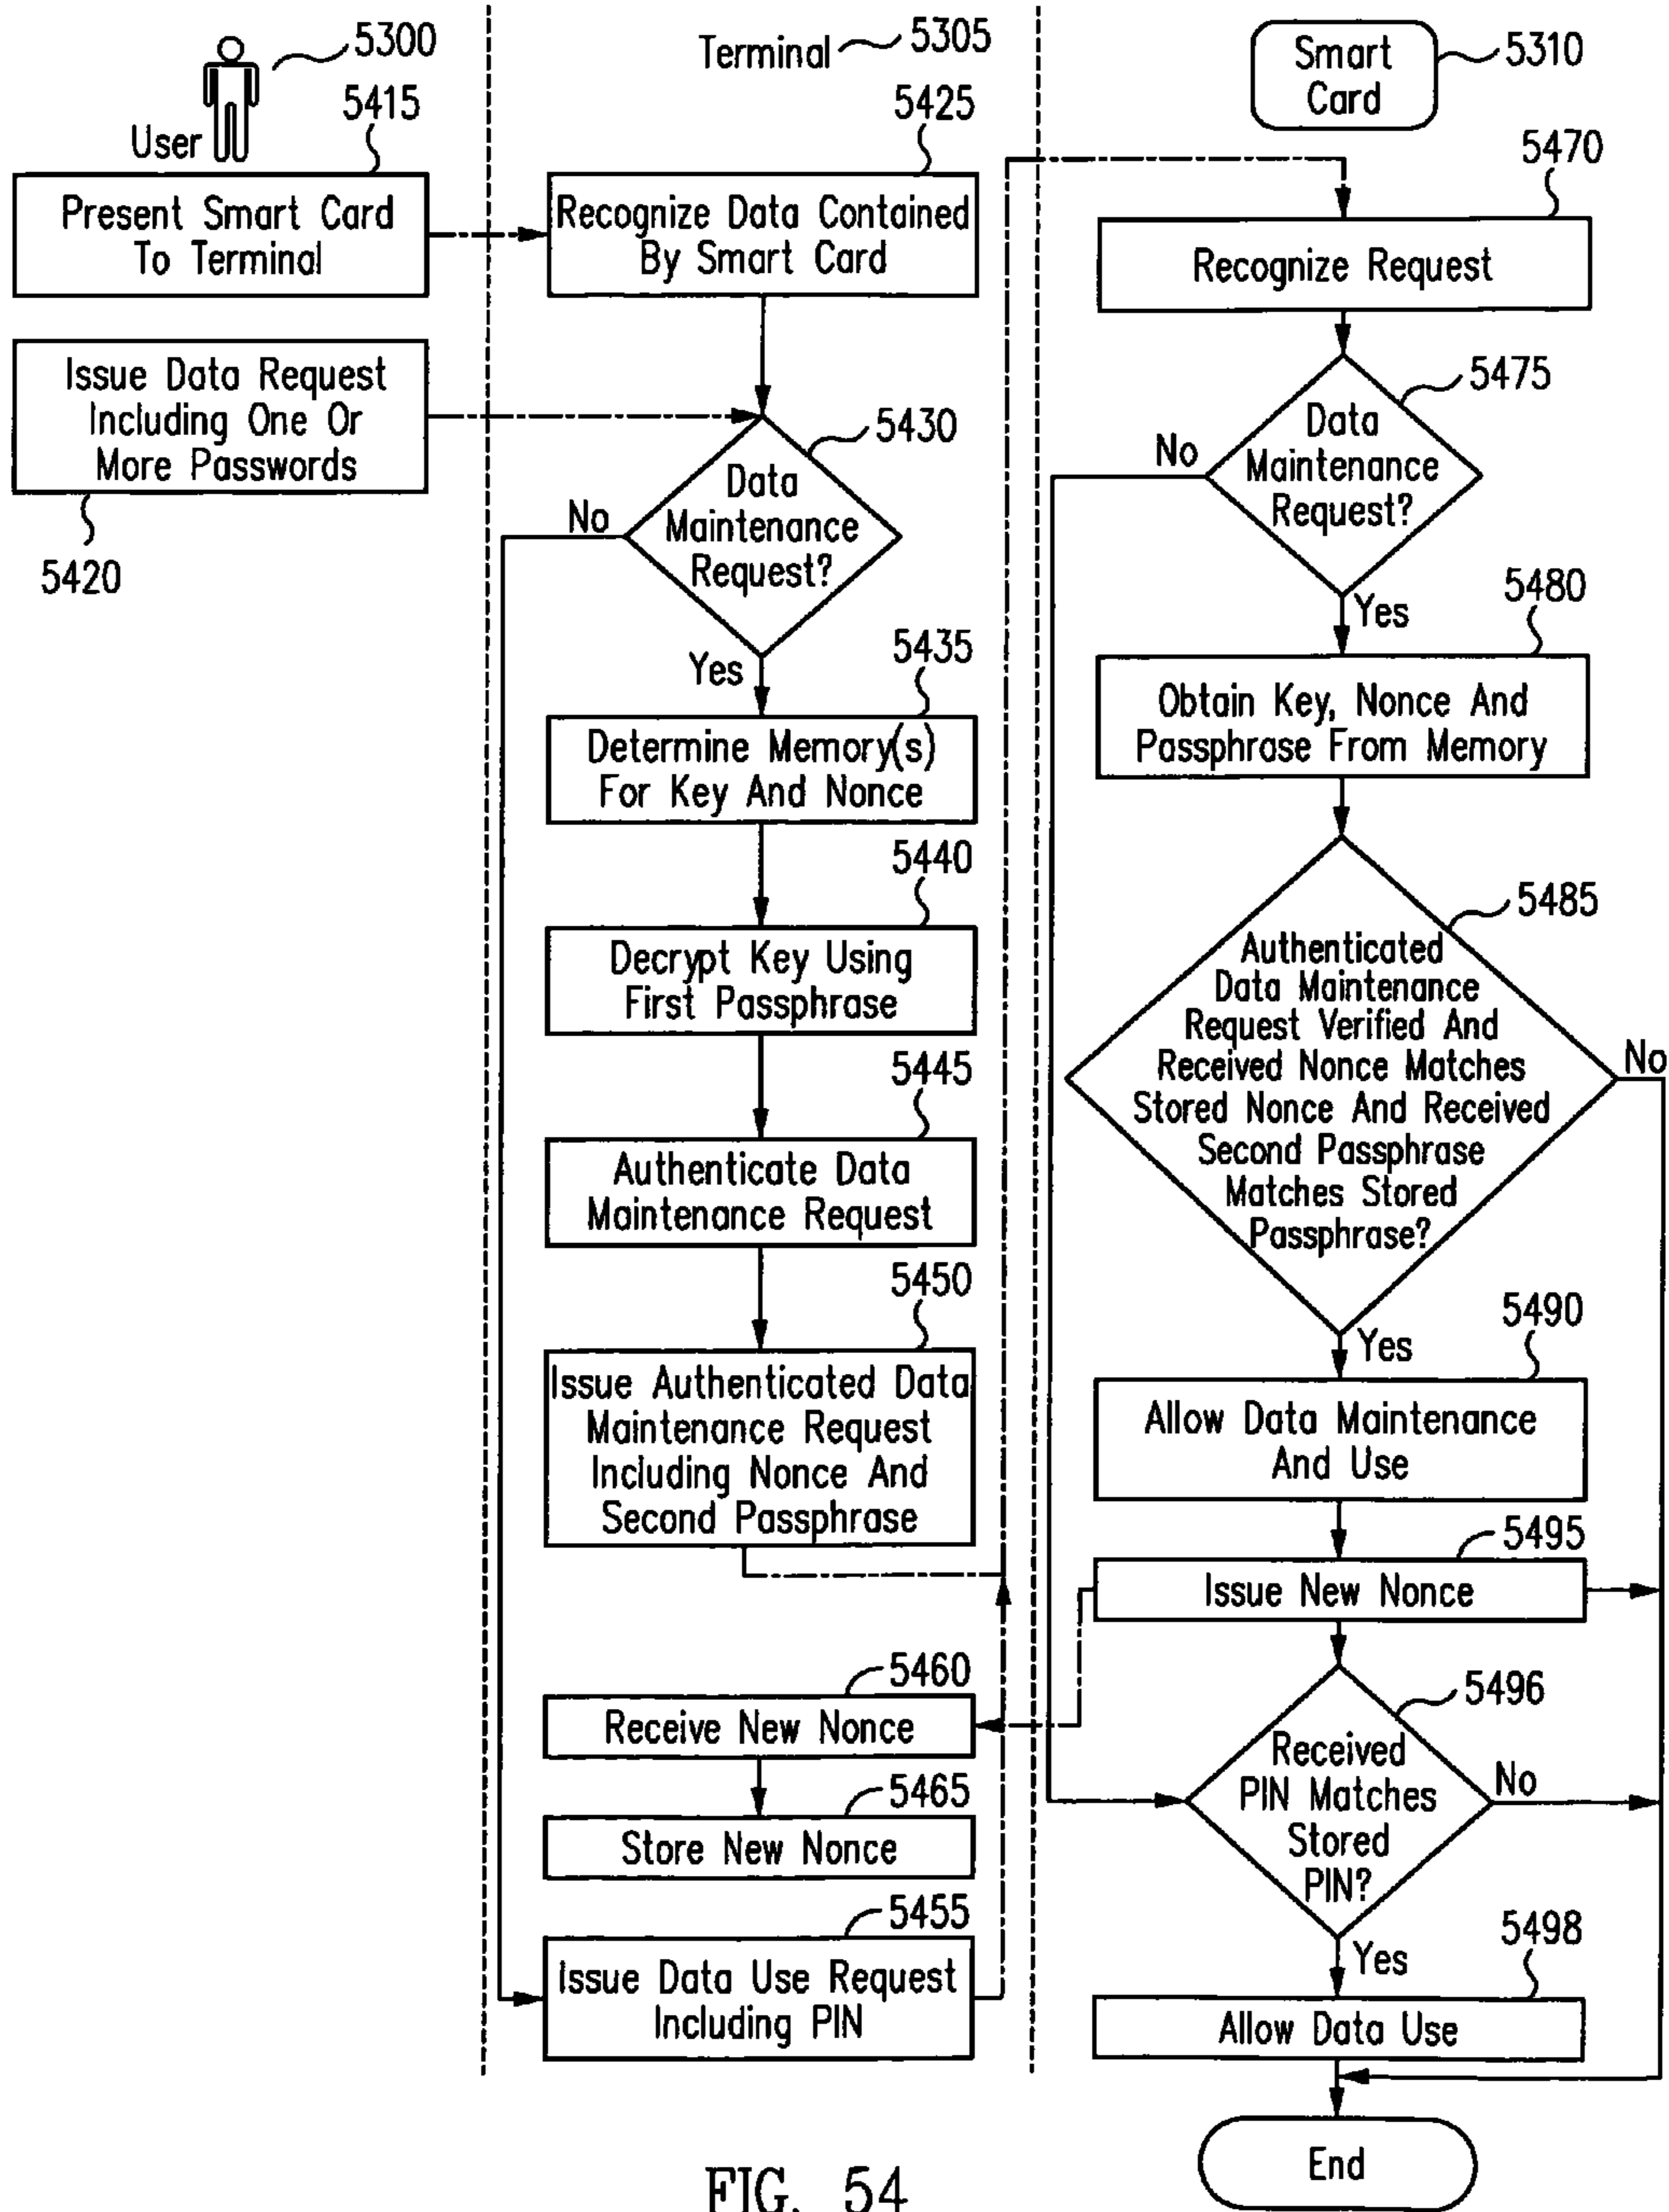 5300
User
5415
Present Smart Card
To Terminal
Issue Data Request
Including One Or
More Passwords
5420
Terminal
5305
5425
Recognize Data Contained
By Smart Card
5430
Data
Maintenance
Request?
No
Yes
5435
Determine Memory(s)
For Key And Nonce
5440
Decrypt Key Using
First Passphrase
5445
Authenticate Data
Maintenance Request
5450
Issue Authenticated Data
Maintenance Request
Including Nonce And
Second Passphrase
5460
Receive New Nonce
5465
Store New Nonce
5455
Issue Data Use Request
Including PIN
Smart
Card
5310
5470
Recognize Request
5475
Data
Maintenance
Request?
No
Yes
5480
Obtain Key, Nonce And
Passphrase From Memory
5485
Authenticated
Data Maintenance
Request Verified And
Received Nonce Matches
Stored Nonce And Received
Second Passphrase
Matches Stored
Passphrase?
No
Yes
5490
Allow Data Maintenance
And Use
5495
Issue New Nonce
5496
Received
PIN Matches
Stored
PIN?
No
Yes
5498
Allow Data Use
End
FIG. 54